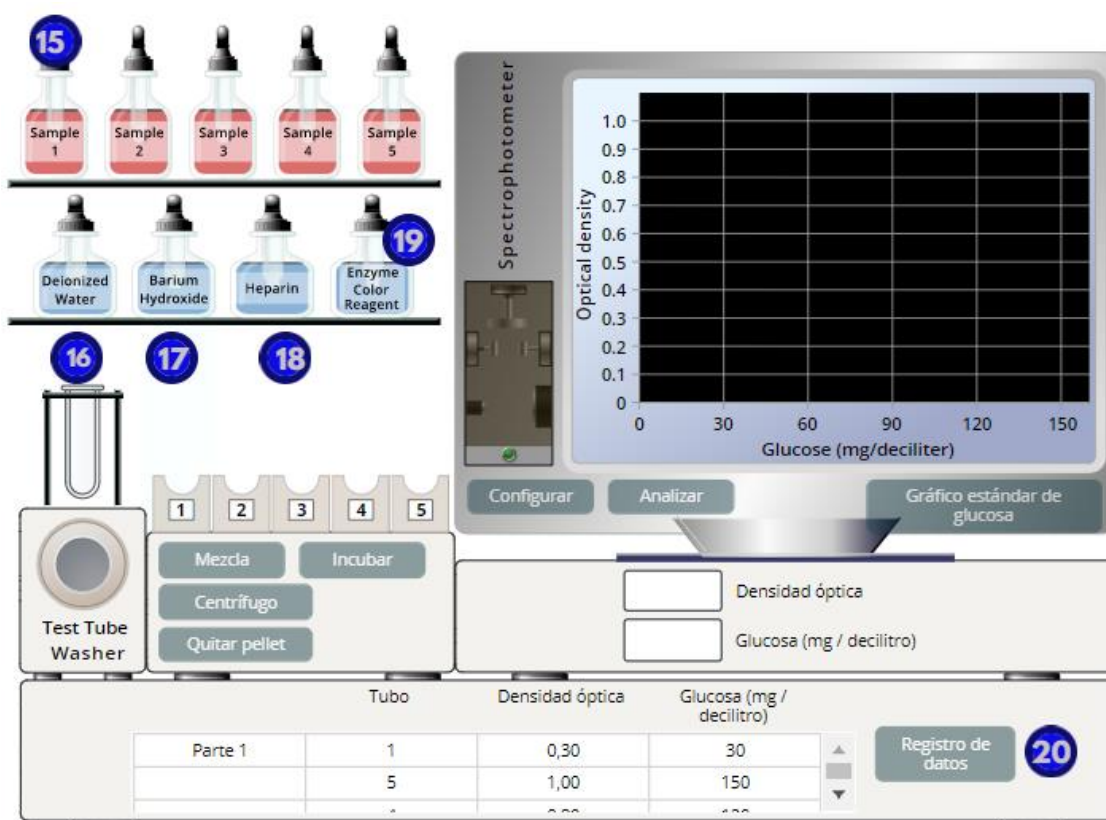 15
Sample
1
Sample
2
Sample
3
Sample
4
Sample
5
19
Deionized
Water
Barium
Hydroxide
Heparin
Enzyme
Color
Reagent
16
17
18
Spectrophotometer
Optical density
1.0
0.9
0.8
0.7
0.6
0.5
0.4
0.3
0.2
0.1
0
0 30 60 90 120 150
Glucose (mg/deciliter)
Configurar
Analizar
Gráfico estándar de
glucosa
1 2 3 4 5
Mezcla
Incubar
Centrífugo
Quitar pellet
Test Tube
Washer
Densidad óptica
Glucosa (mg / decilitro)
Tubo Densidad óptica Glucosa (mg /
decilitro)
Parte 1 1 0,30 30
5 1,00 150
Registro de
datos
20